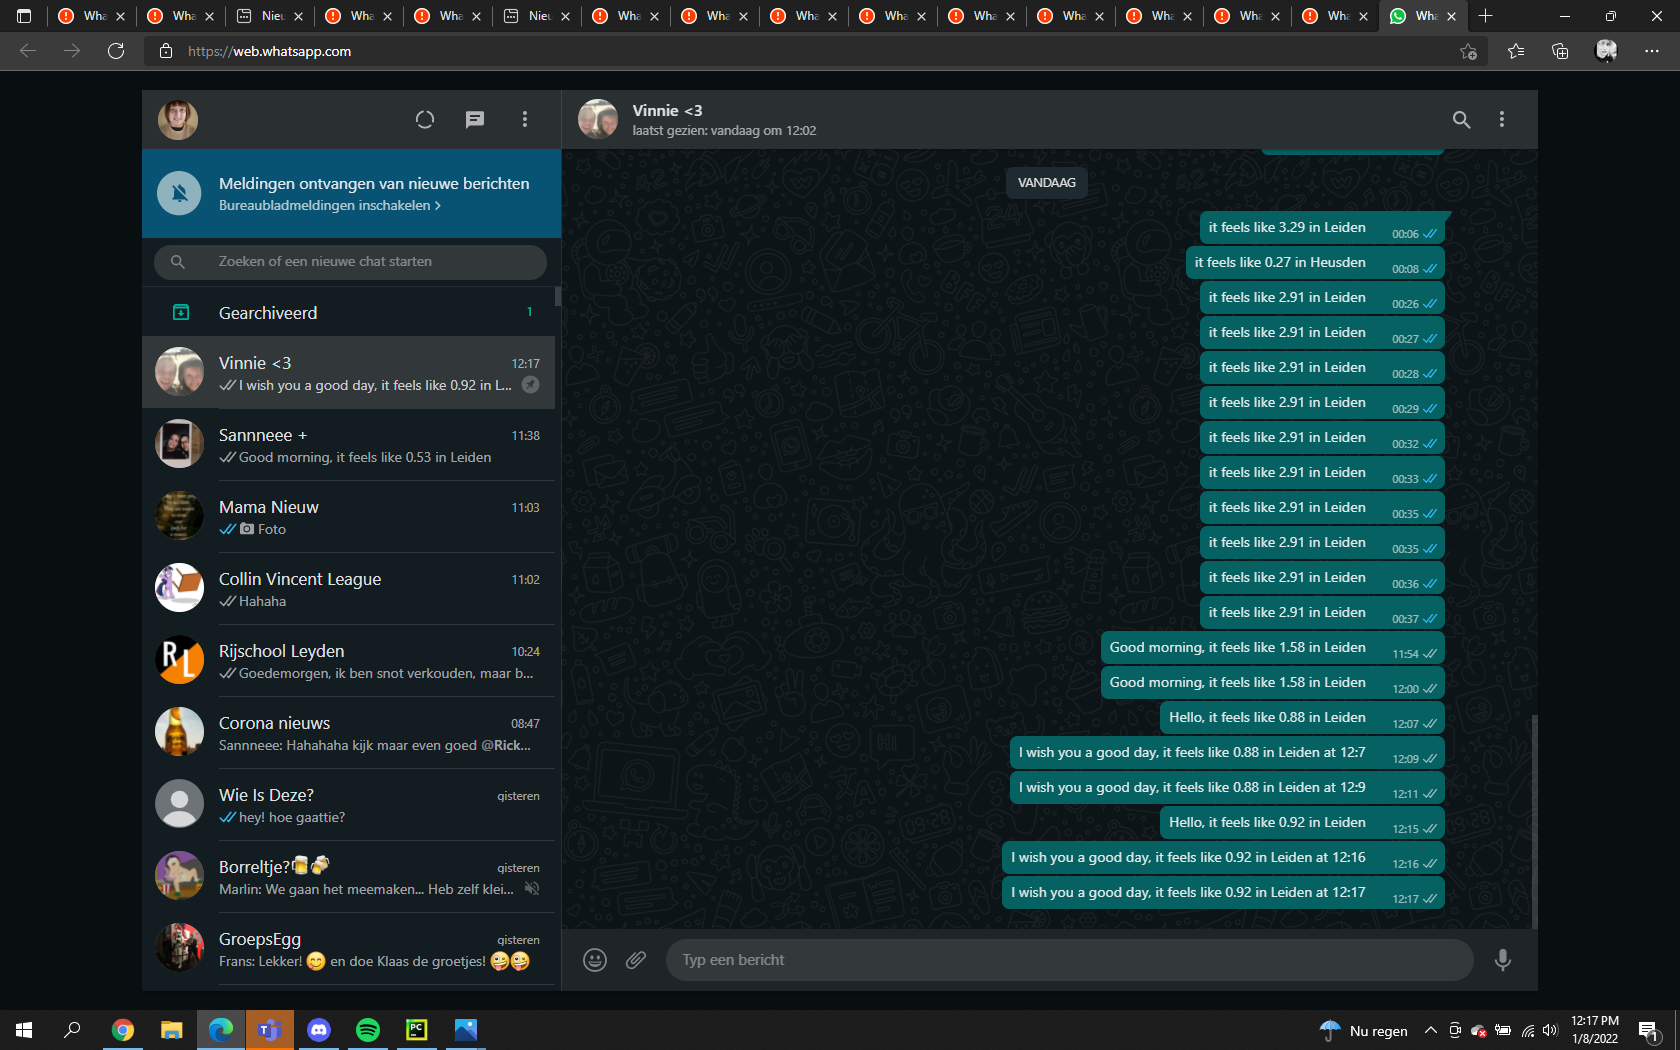 Wha
Wha
Nieu
Wha
Wha
Nieu
Wha
Wha
Wha
Wha
Wha
Wha
Wha
Wha
Wha
Wha
https://web.whatsapp.com
Meldingen ontvangen van nieuwe berichten
Bureaubladmeldingen inschakelen >
Zoeken of een nieuwe chat starten
Gearchiveerd 1
Vinnie <3 12:17
I wish you a good day, it feels like 0.92 in L...
Sannneee + 11:38
Good morning, it feels like 0.53 in Leiden
Mama Nieuw 11:03
Foto
Collin Vincent League 11:02
Hahaha
RL
Rijschool Leyden 10:24
Goedemorgen, ik ben snot verkouden, maar b...
Corona nieuws 08:47
Sannneee: Hahahaha kijk maar even goed @Rick...
Wie Is Deze? gisteren
hey! hoe gaattie?
Borreltje?🍺🍻 gisteren
Marlin: We gaan het meemaken... Heb zelf klei...
GroepsEgg gisteren
Frans: Lekker! 😋 en doe Klaas de groetjes! 🤪🤪
Vinnie <3
laatst gezien: vandaag om 12:02
VANDAAG
it feels like 3.29 in Leiden 00:06
it feels like 0.27 in Heusden 00:08
it feels like 2.91 in Leiden 00:26
it feels like 2.91 in Leiden 00:27
it feels like 2.91 in Leiden 00:28
it feels like 2.91 in Leiden 00:29
it feels like 2.91 in Leiden 00:32
it feels like 2.91 in Leiden 00:33
it feels like 2.91 in Leiden 00:35
it feels like 2.91 in Leiden 00:35
it feels like 2.91 in Leiden 00:36
it feels like 2.91 in Leiden 00:37
Good morning, it feels like 1.58 in Leiden 11:54
Good morning, it feels like 1.58 in Leiden 12:00
Hello, it feels like 0.88 in Leiden 12:07
I wish you a good day, it feels like 0.88 in Leiden at 12:7 12:09
I wish you a good day, it feels like 0.88 in Leiden at 12:9 12:11
Hello, it feels like 0.92 in Leiden 12:15
I wish you a good day, it feels like 0.92 in Leiden at 12:16 12:16
I wish you a good day, it feels like 0.92 in Leiden at 12:17 12:17
Typ een bericht
PC
Nu regen
12:17 PM
1/8/2022
1